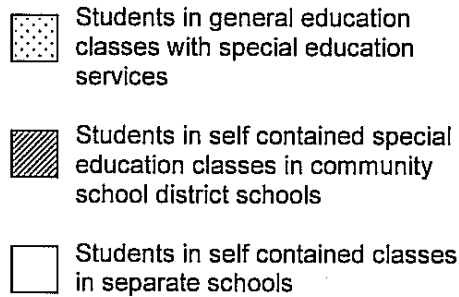 Students in general education
classes with special education
services
Students in self contained special
education classes in community
school district schools
Students in self contained classes
in separate schools